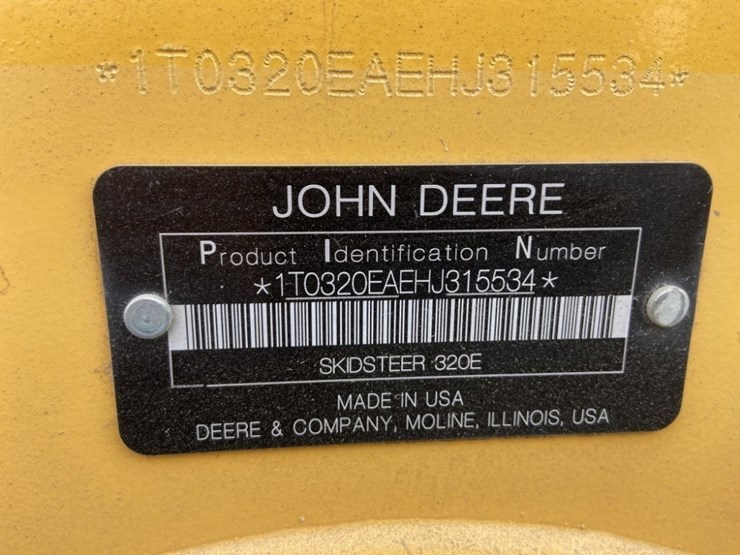 *1T0320EAEHJ315534*
JOHN DEERE
Product Identification Number
*1T0320EAEHJ315534*
SKIDSTEER 320E
MADE IN USA
DEERE & COMPANY, MOLINE, ILLINOIS, USA